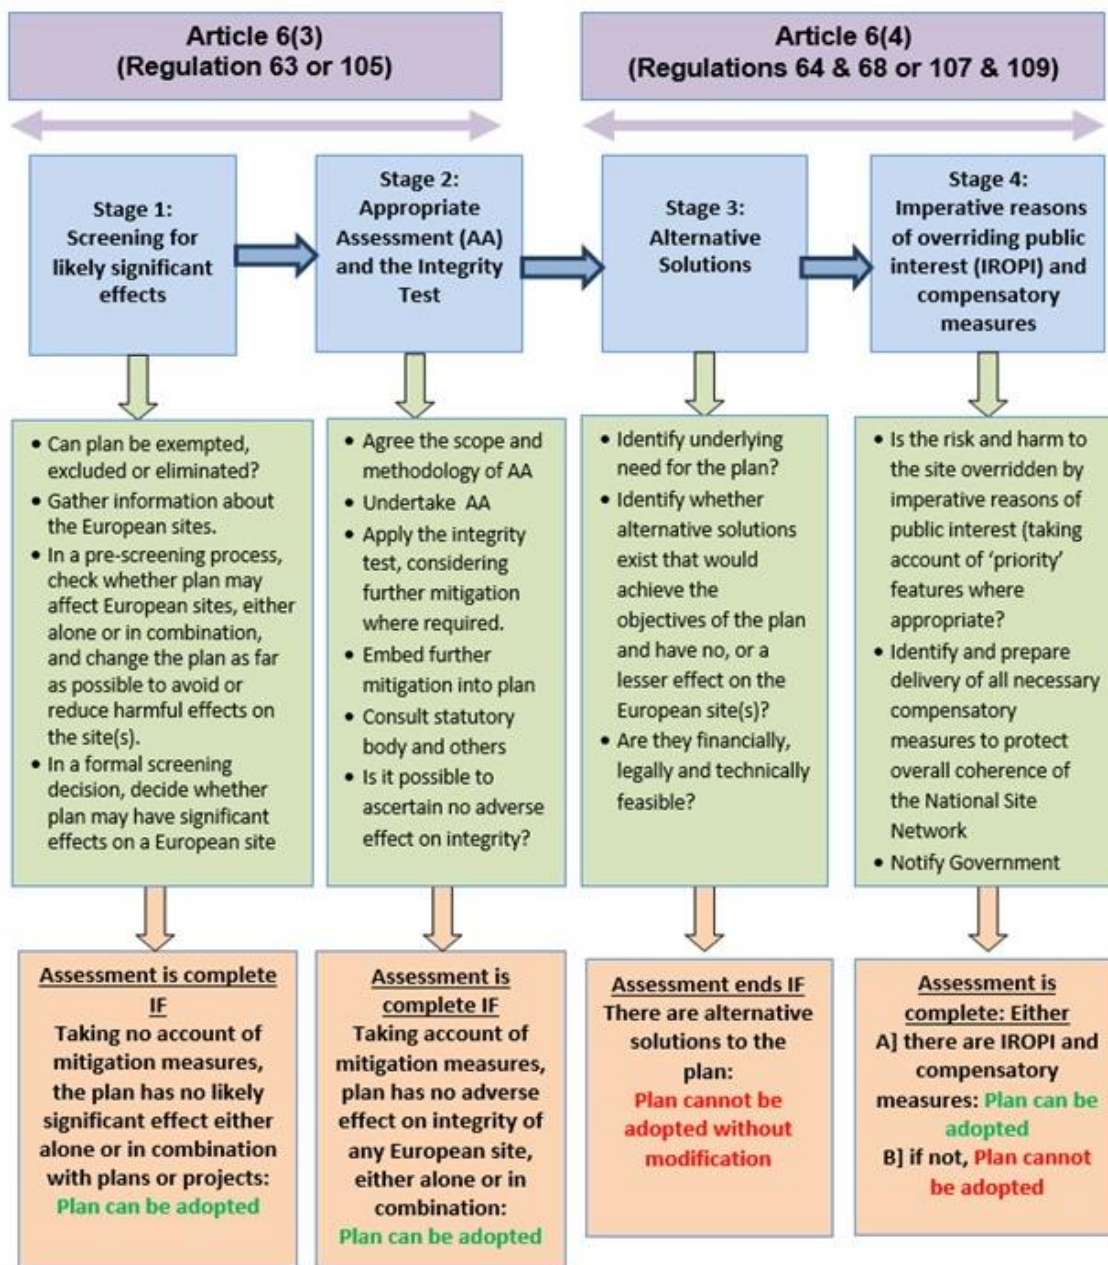 Article 6(3)
(Regulation 63 or 105)
Article 6(4)
(Regulations 64 & 68 or 107 & 109)
Stage 1:
Screening for
likely significant
effects
Stage 2:
Appropriate
Assessment (AA)
and the Integrity
Test
Stage 3:
Alternative
Solutions
Stage 4:
Imperative reasons
of overriding public
interest (IROPI) and
compensatory
measures
• Can plan be exempted,
excluded or eliminated?
• Gather information about
the European sites.
• In a pre-screening process,
check whether plan may
affect European sites, either
alone or in combination,
and change the plan as far
as possible to avoid or
reduce harmful effects on
the site(s).
• In a formal screening
decision, decide whether
plan may have significant
effects on a European site
• Agree the scope and
methodology of AA
• Undertake AA
• Apply the integrity
test, considering
further mitigation
where required.
• Embed further
mitigation into plan
• Consult statutory
body and others
• Is it possible to
ascertain no adverse
effect on integrity?
• Identify underlying
need for the plan?
• Identify whether
alternative solutions
exist that would
achieve the
objectives of the plan
and have no, or a
lesser effect on the
European site(s)?
• Are they financially,
legally and technically
feasible?
• Is the risk and harm to
the site overridden by
imperative reasons of
public interest (taking
account of ‘priority’
features where
appropriate?
• Identify and prepare
delivery of all necessary
compensatory
measures to protect
overall coherence of
the National Site
Network
• Notify Government
Assessment is complete
IF
Taking no account of
mitigation measures,
the plan has no likely
significant effect either
alone or in combination
with plans or projects:
Plan can be adopted
Assessment is
complete IF
Taking account of
mitigation measures,
plan has no adverse
effect on integrity of
any European site,
either alone or in
combination:
Plan can be adopted
Assessment ends IF
There are alternative
solutions to the
plan:
Plan cannot be
adopted without
modification
Assessment is
complete: Either
A] there are IROPI and
compensatory
measures: Plan can be
adopted
B] if not, Plan cannot
be adopted